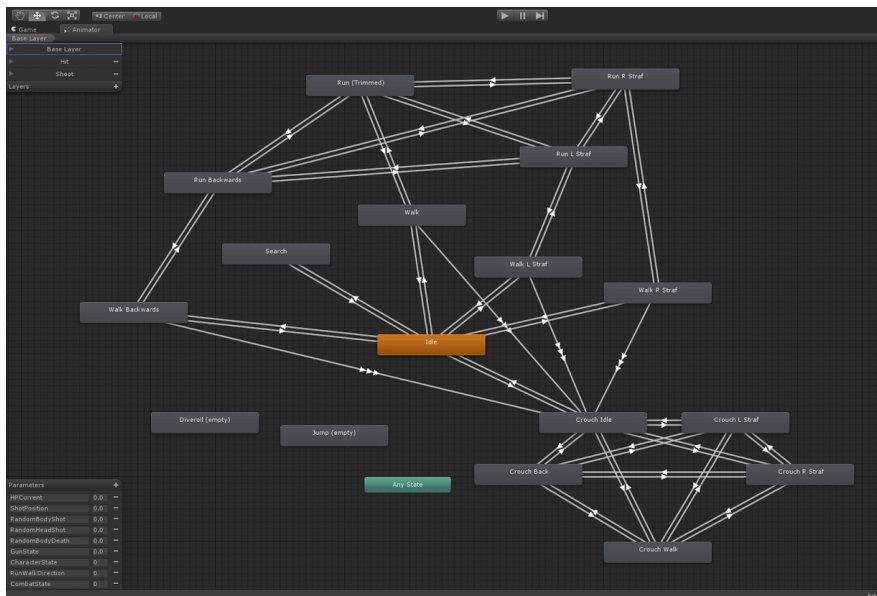 Center Local
Game Animator
Base Layer
Base Layer
Hit
Shoot
Layers
Run (Trimmed)
Run R Straf
Run L Straf
Run Backwards
Walk
Search
Walk L Straf
Walk R Straf
Walk Backwards
Idle
Diveroll (empty)
Jump (empty)
Crouch Idle
Crouch L Straf
Crouch Back
Crouch R Straf
Any State
Crouch Walk
Parameters
HPCurrent 0.0
ShotPosition 0.0
RandomBodyShot 0.0
RandomHeadShot 0.0
RandomBodyDeath 0.0
GunState 0.0
CharacterState 0
RunWalkDirection 0
CombatState 0